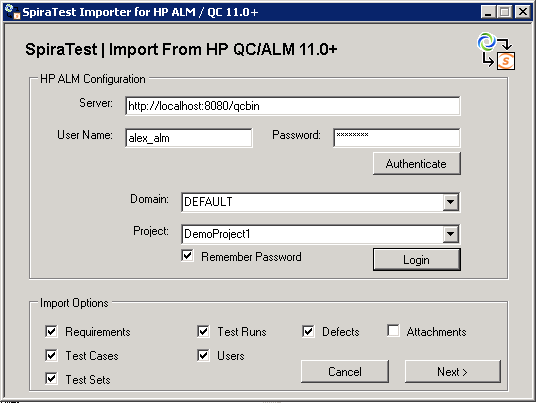 SpiraTest Importer for HP ALM / QC 11.0+
SpiraTest | Import From HP QC/ALM 11.0+
HP ALM Configuration
Server: http://localhost:8080/qcbin
User Name: alex_alm Password: ********
Authenticate
Domain: DEFAULT
Project: DemoProject1
Remember Password Login
Import Options
Requirements Test Runs Defects Attachments
Test Cases Users
Test Sets Cancel Next >